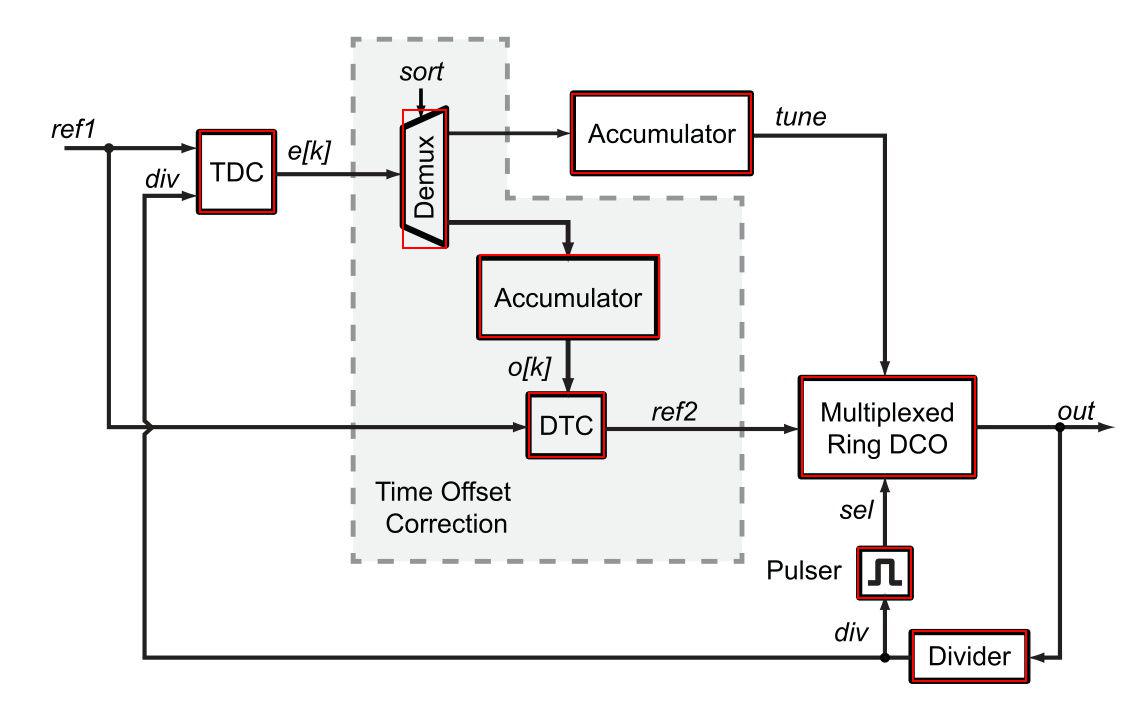 sort
ref1
TDC
div
e[k]
Demux
Accumulator
tune
Accumulator
o[k]
DTC
ref2
Multiplexed
Ring DCO
out
Time Offset
Correction
sel
Pulser
div
Divider